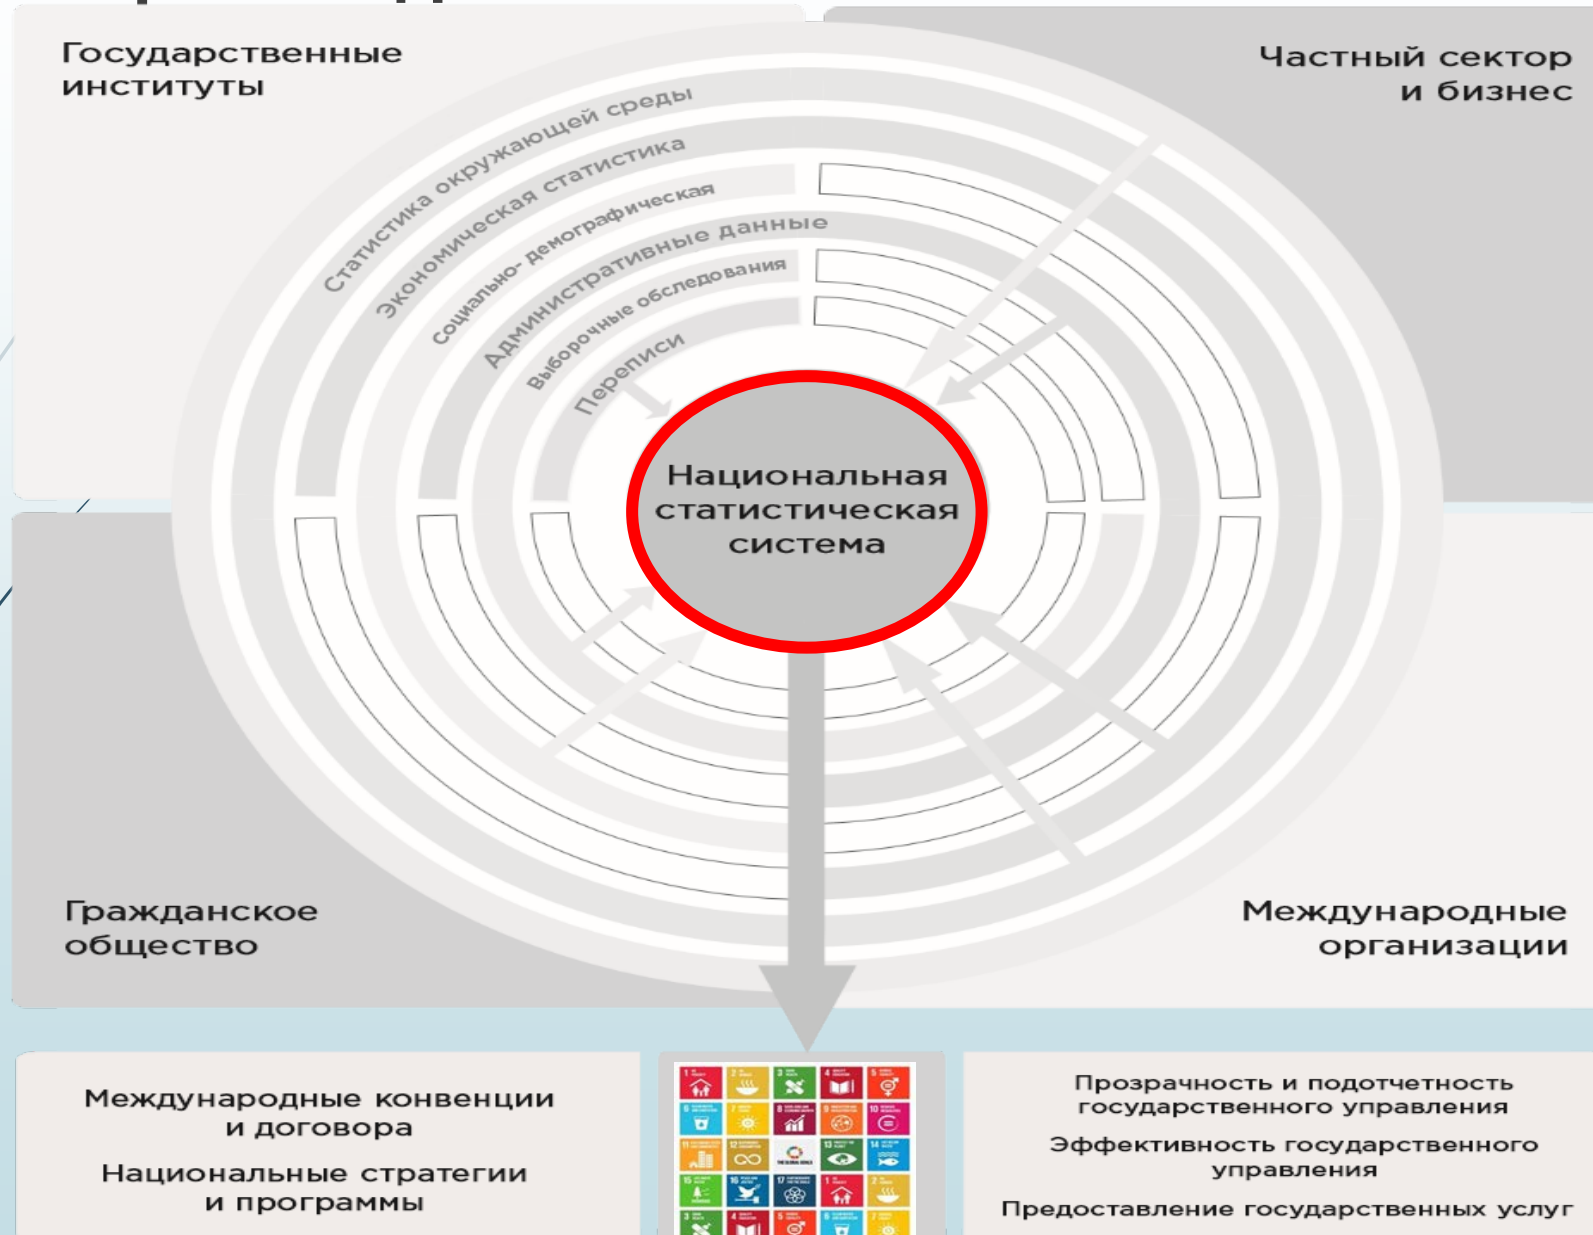 Государственные
институты
Частный сектор
и бизнес
Статистика окружающей среды
Экономическая статистика
Социально- демографическая
Административные данные
Выборочные обследования
Переписи
Национальная
статистическая
система
Гражданское
общество
Международные
организации
Международные конвенции
и договора
Национальные стратегии
и программы
Прозрачность и подотчетность
государственного управления
Эффективность государственного
управления
Предоставление государственных услуг